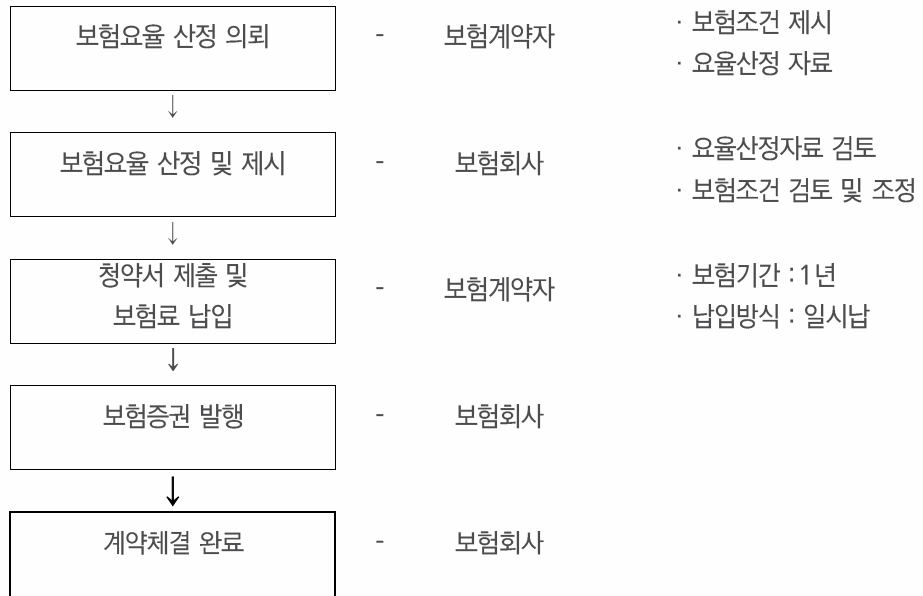 보험요율 산정 의뢰 - 보험계약자 · 보험조건 제시
· 요율산정 자료
↓
보험요율 산정 및 제시 - 보험회사 · 요율산정자료 검토
· 보험조건 검토 및 조정
↓
청약서 제출 및
보험료 납입 - 보험계약자 · 보험기간 : 1년
· 납입방식 : 일시납
↓
보험증권 발행 - 보험회사
↓
계약체결 완료 - 보험회사